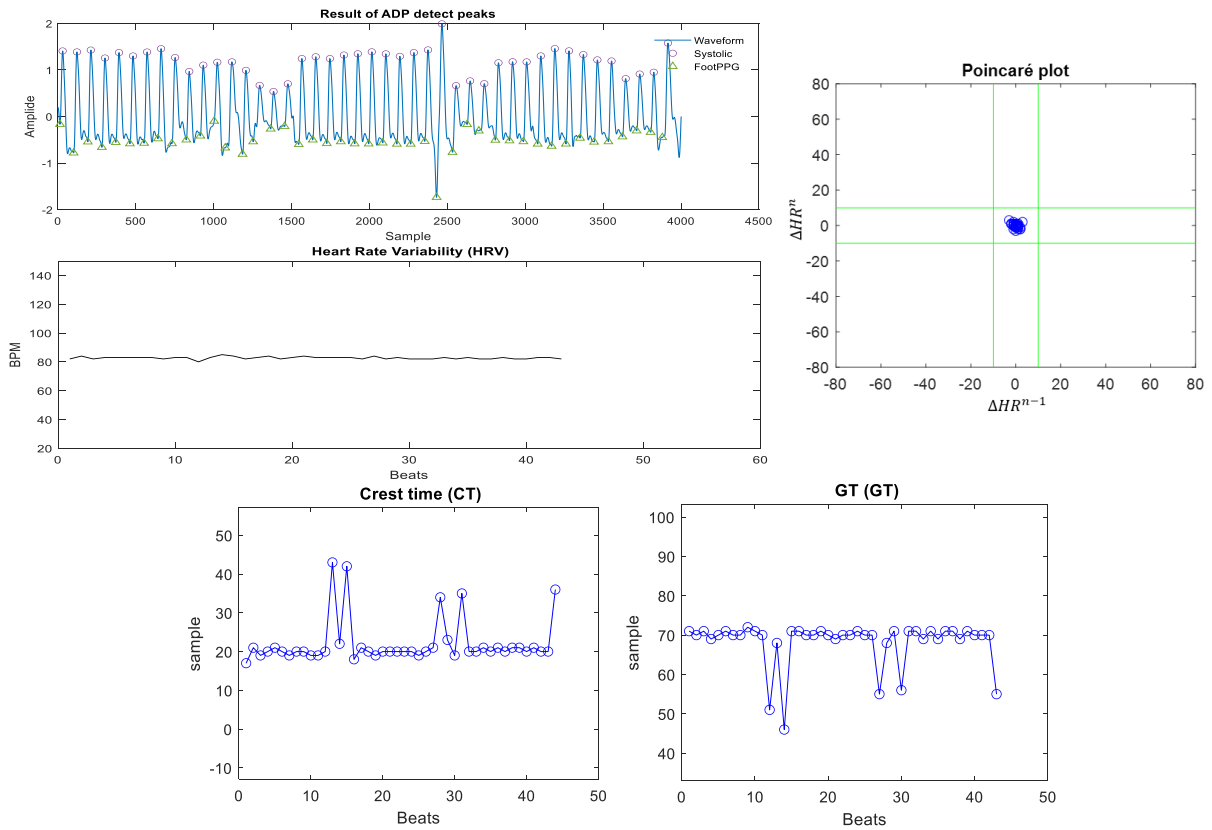 Result of ADP detect peaks
2
1
0
-1
-2
Amplide
Waveform
Systolic
FootPPG
0 500 1000 1500 2000 2500 3000 3500 4000 4500
Sample
Heart Rate Variability (HRV)
140
120
100
80
60
40
20
BPM
0 10 20 30 40 50 60
Beats
Poincaré plot
80
60
40
20
0
-20
-40
-60
-80
ΔHRⁿ
-80 -60 -40 -20 0 20 40 60 80
ΔHRⁿ⁻¹
Crest time (CT)
50
40
30
20
10
0
-10
sample
0 10 20 30 40 50
Beats
GT (GT)
100
90
80
70
60
50
40
sample
0 10 20 30 40 50
Beats